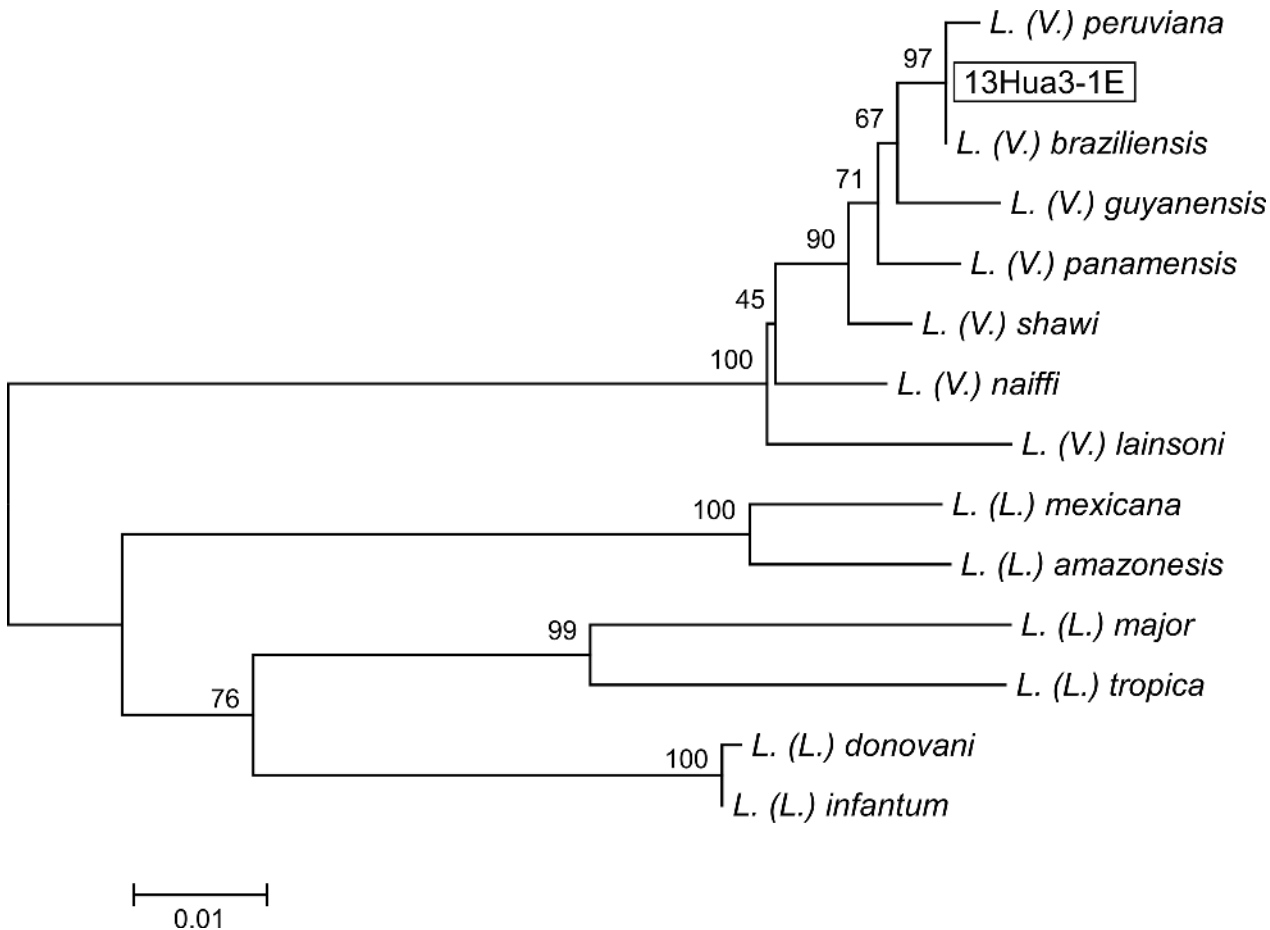 L. (V.) peruviana
97
13Hua3-1E
67
L. (V.) braziliensis
71
L. (V.) guyanensis
90
L. (V.) panamensis
45
L. (V.) shawi
100
L. (V.) naiffi
L. (V.) lainsoni
100
L. (L.) mexicana
L. (L.) amazonesis
99
L. (L.) major
76
L. (L.) tropica
100
L. (L.) donovani
L. (L.) infantum
0.01